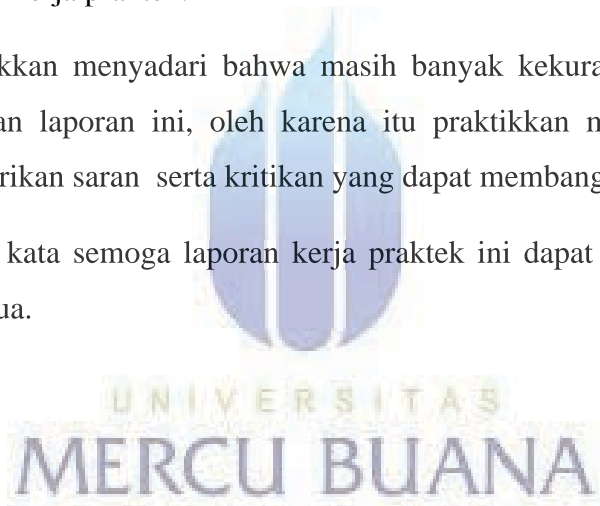 kkan menyadari bahwa masih banyak kekura
an laporan ini, oleh karena itu praktikkan m
rikan saran serta kritikan yang dapat membang
kata semoga laporan kerja praktek ini dapat
ua.
UNIVERSITAS
MERCU BUANA